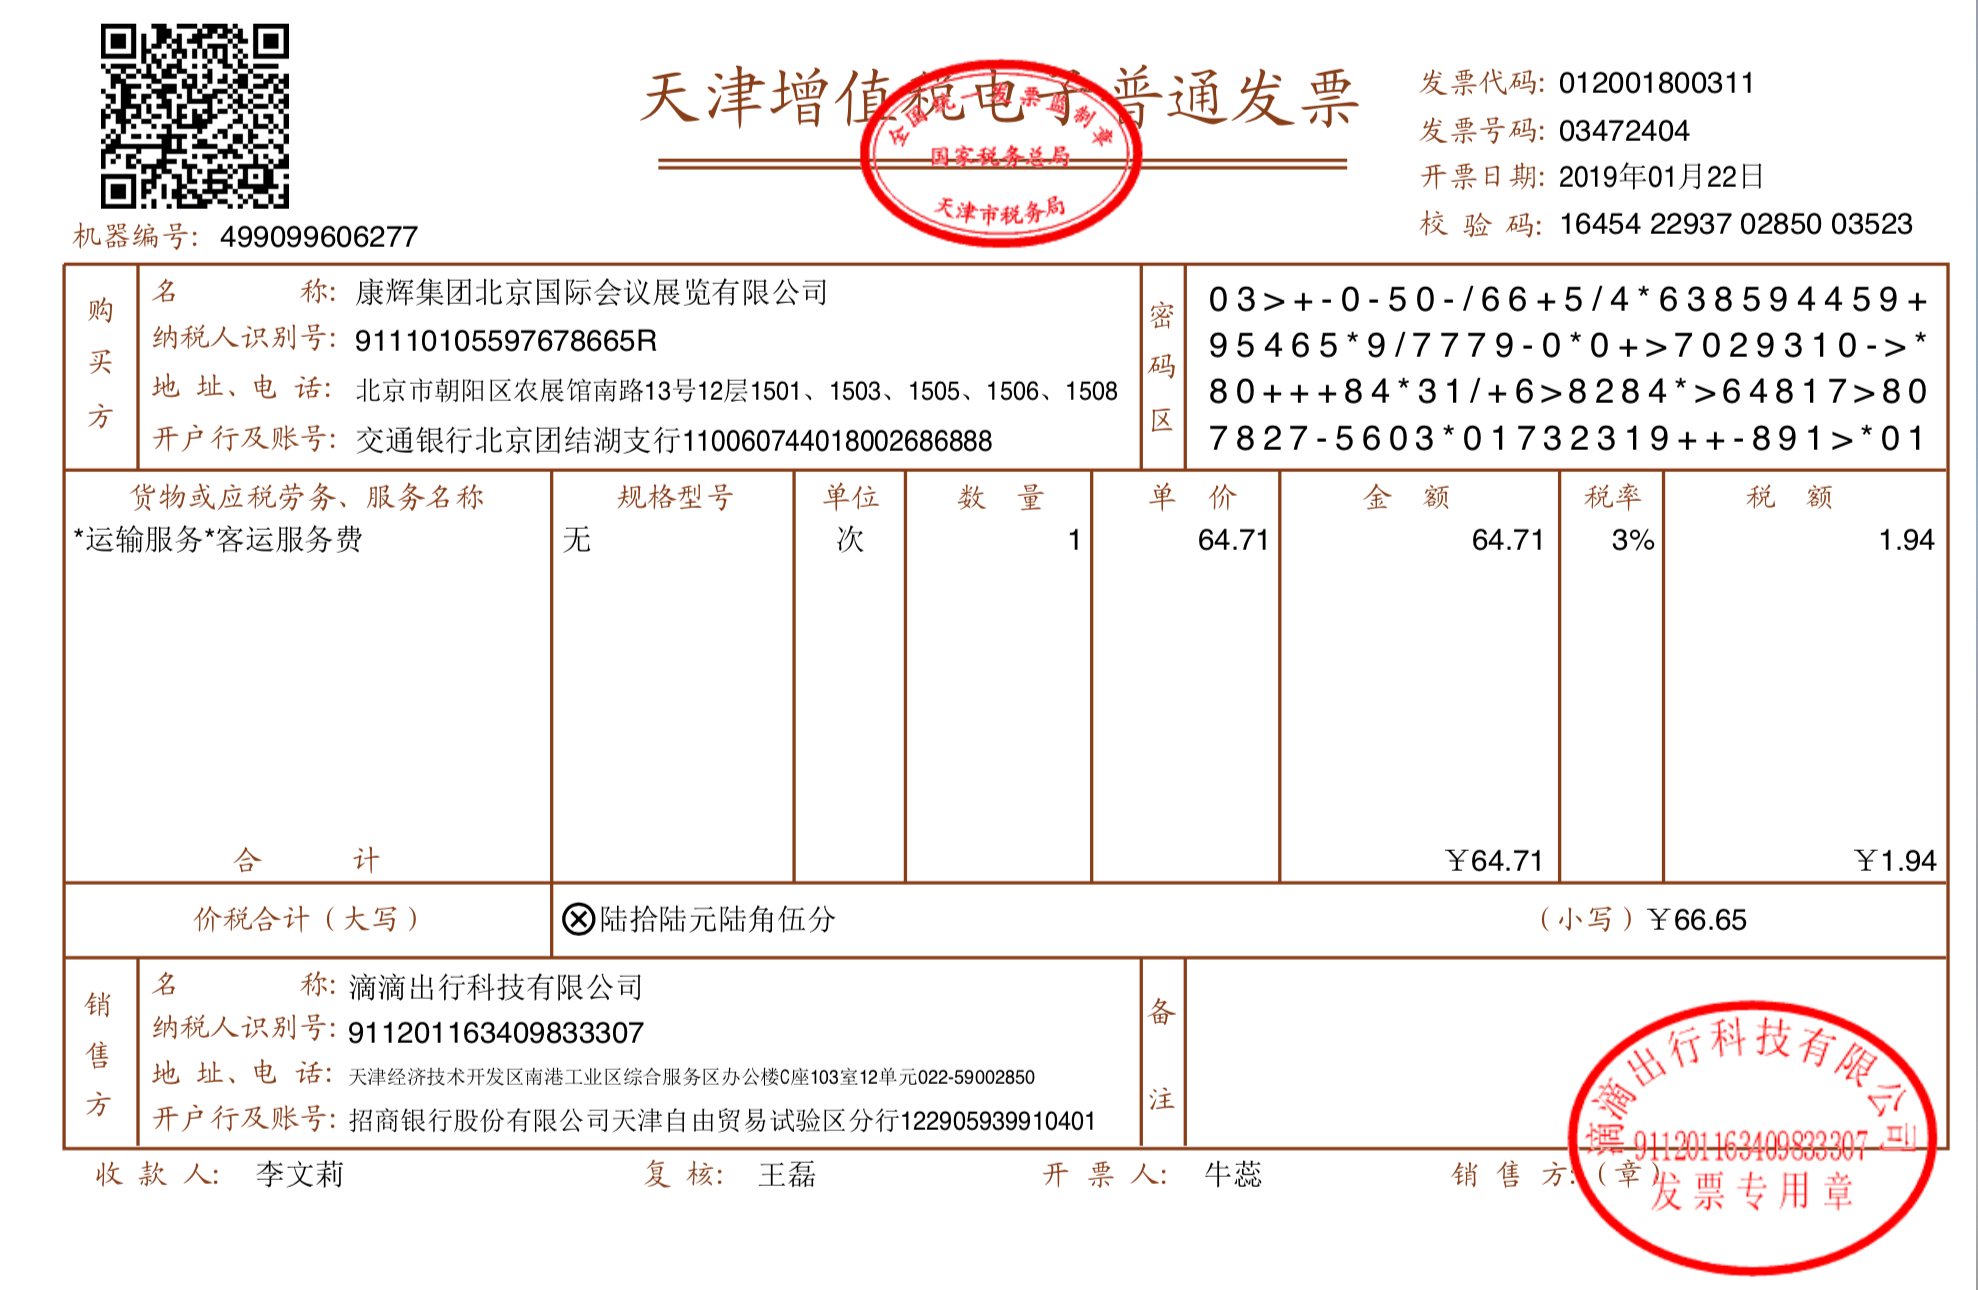 天津增值税电子普通发票
全国统一发票监制章
国家税务总局
天津市税务局
发票代码: 012001800311
发票号码: 03472404
开票日期: 2019年01月22日
校验码: 16454 22937 02850 03523
机器编号: 499099606277
购买方
名称: 康辉集团北京国际会议展览有限公司
纳税人识别号: 91110105597678665R
地址、电话: 北京市朝阳区农展馆南路13号12层1501、1503、1505、1506、1508
开户行及账号: 交通银行北京团结湖支行110060744018002686888
密码区
03>+-0-50-/66+5/4*638594459+
95465*9/7779-0*0+>7029310->*
80+++84*31/+6>8284*>64817>80
7827-5603*01732319++-891>*01
货物或应税劳务、服务名称 规格型号 单位 数量 单价 金额 税率 税额
*运输服务*客运服务费 无 次 1 64.71 64.71 3% 1.94
合计 ￥64.71 ￥1.94
价税合计（大写） ⊗陆拾陆元陆角伍分 （小写）￥66.65
销售方
名称: 滴滴出行科技有限公司
纳税人识别号: 911201163409833307
地址、电话: 天津经济技术开发区南港工业区综合服务区办公楼C座103室12单元022-59002850
开户行及账号: 招商银行股份有限公司天津自由贸易试验区分行122905939910401
备注
收款人: 李文莉 复核: 王磊 开票人: 牛蕊 销售方:（章）
滴滴出行科技有限公司
911201163409833307
发票专用章